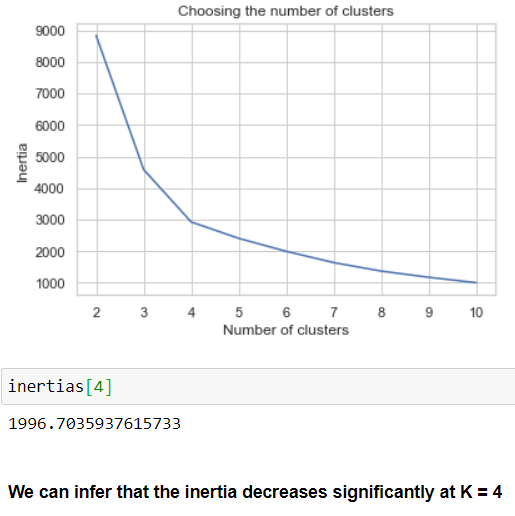 Choosing the number of clusters
9000
8000
7000
6000
5000
4000
3000
2000
1000
Inertia
2 3 4 5 6 7 8 9 10
Number of clusters
inertias[4]
1996.7035937615733
We can infer that the inertia decreases significantly at K = 4